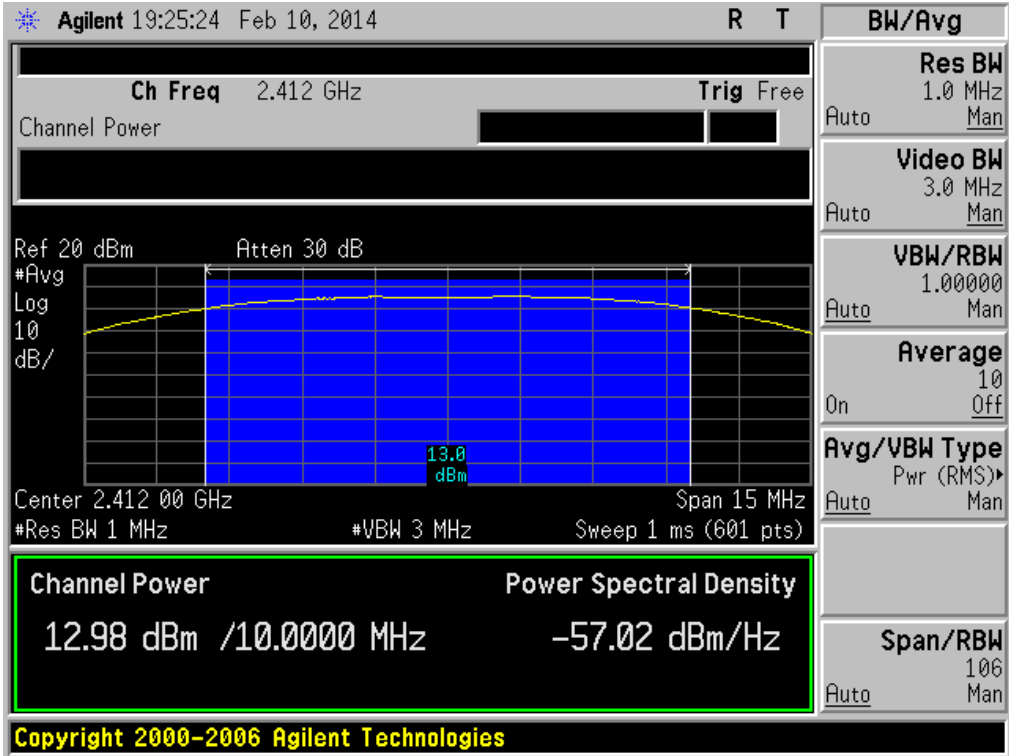 Agilent 19:25:24 Feb 10, 2014 R T
Ch Freq 2.412 GHz Trig Free
Channel Power
Ref 20 dBm Atten 30 dB
#Avg
Log
10
dB/
13.0
dBm
Center 2.412 00 GHz Span 15 MHz
#Res BW 1 MHz #VBW 3 MHz Sweep 1 ms (601 pts)
Channel Power Power Spectral Density
12.98 dBm /10.0000 MHz -57.02 dBm/Hz
BW/Avg
Res BW
1.0 MHz
Auto Man
Video BW
3.0 MHz
Auto Man
VBW/RBW
1.00000
Auto Man
Average
10
On Off
Avg/VBW Type
Pwr (RMS)▸
Auto Man
Span/RBW
106
Auto Man
Copyright 2000-2006 Agilent Technologies